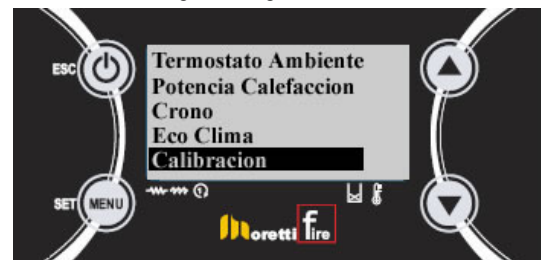 ESC
Termostato Ambiente
Potencia Calefaccion
Crono
Eco Clima
Calibracion
SET MENU
Moretti fire